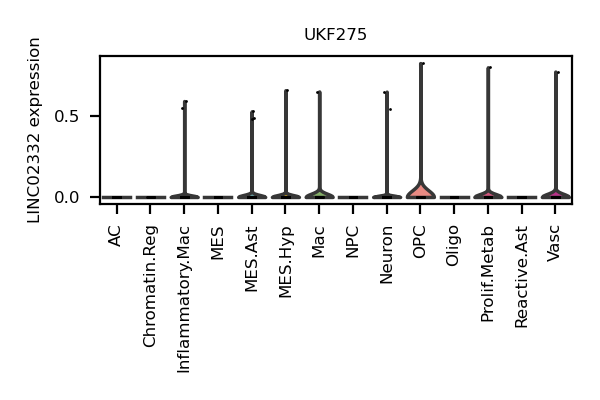 UKF275
LINC02332 expression
0.5
0.0
AC
Chromatin.Reg
Inflammatory.Mac
MES
MES.Ast
MES.Hyp
Mac
NPC
Neuron
OPC
Oligo
Prolif.Metab
Reactive.Ast
Vasc